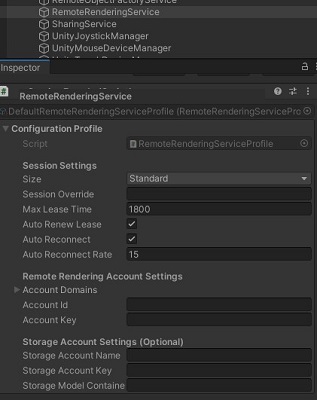 RemoteObjectFactoryService
RemoteRenderingService
SharingService
UnityJoystickManager
UnityMouseDeviceManager
Inspector
RemoteRenderingService
DefaultRemoteRenderingServiceProfile (RemoteRenderingServicePro
Configuration Profile
Script RemoteRenderingServiceProfile
Session Settings
Size Standard
Session Override
Max Lease Time 1800
Auto Renew Lease
Auto Reconnect
Auto Reconnect Rate 15
Remote Rendering Account Settings
Account Domains
Account Id
Account Key
Storage Account Settings (Optional)
Storage Account Name
Storage Account Key
Storage Model Containe